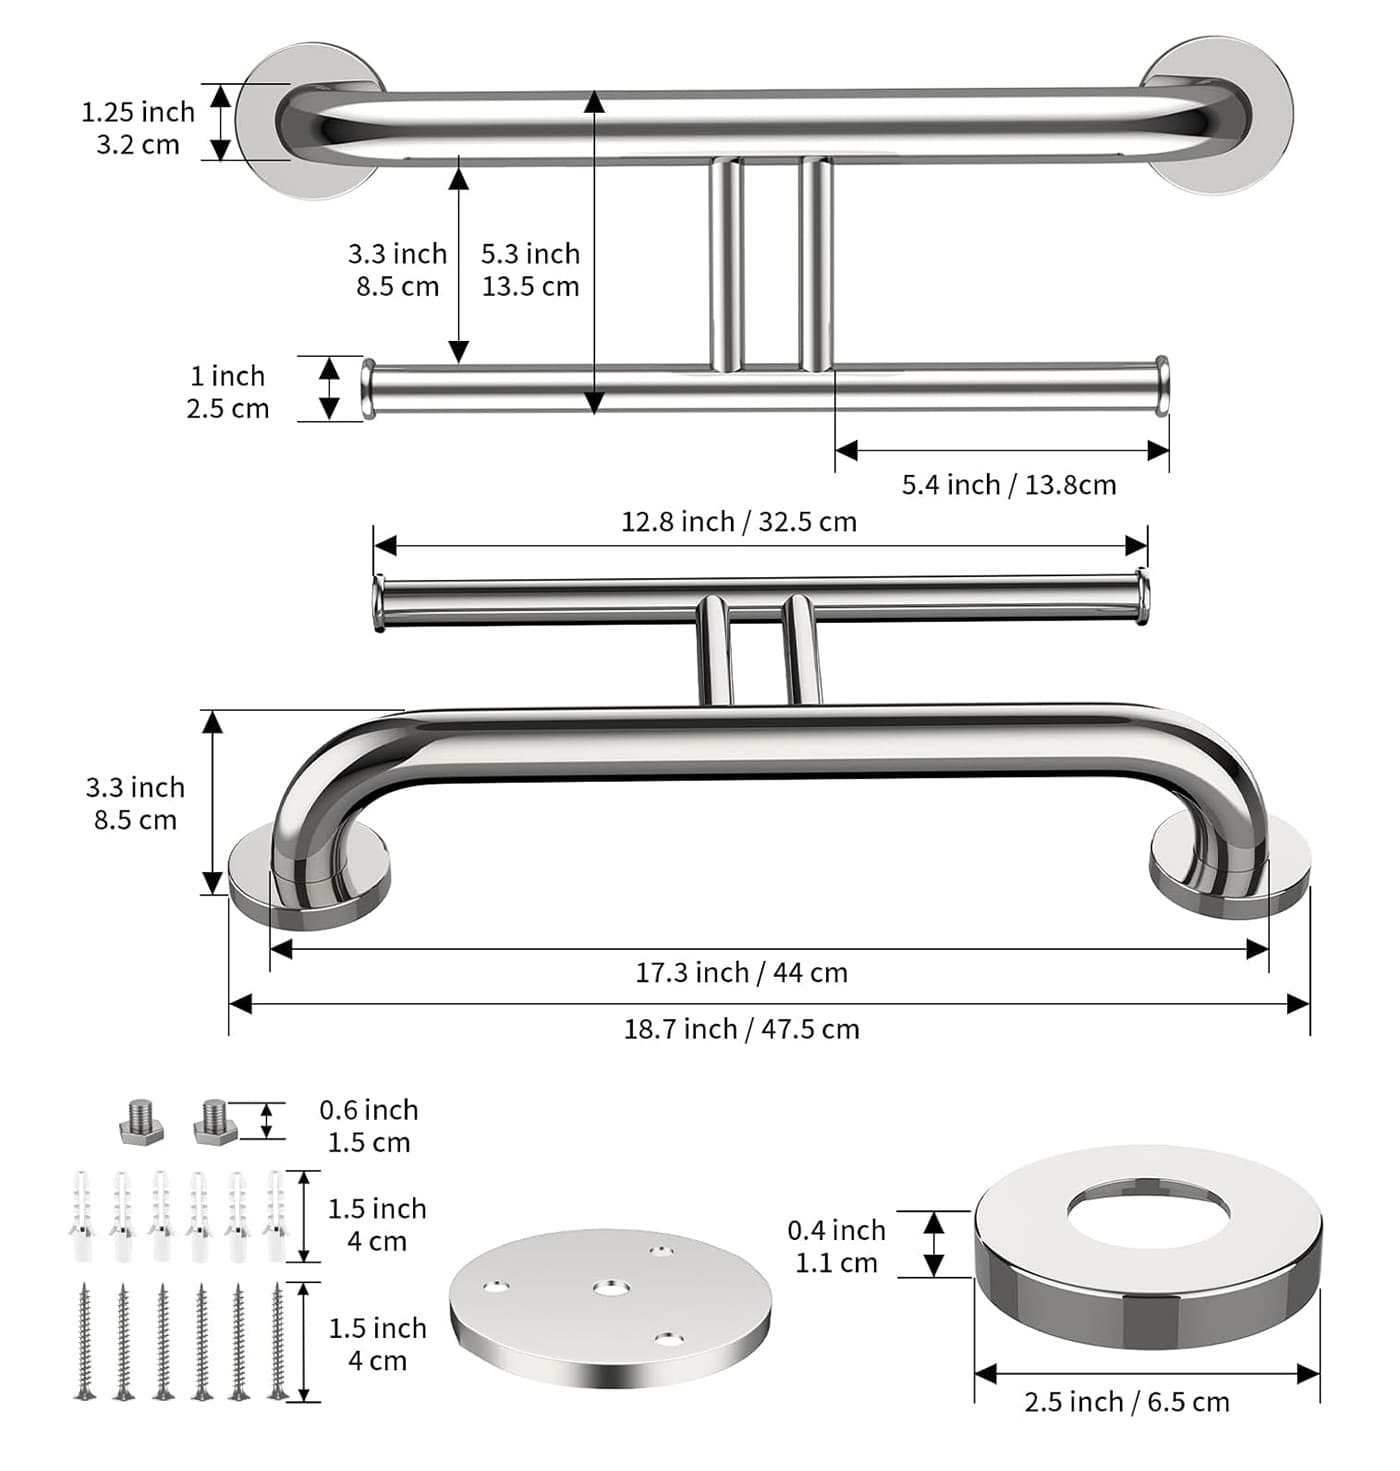 1.25 inch
3.2 cm
3.3 inch
8.5 cm
5.3 inch
13.5 cm
1 inch
2.5 cm
5.4 inch / 13.8cm
12.8 inch / 32.5 cm
3.3 inch
8.5 cm
17.3 inch / 44 cm
18.7 inch / 47.5 cm
0.6 inch
1.5 cm
1.5 inch
4 cm
1.5 inch
4 cm
0.4 inch
1.1 cm
2.5 inch / 6.5 cm